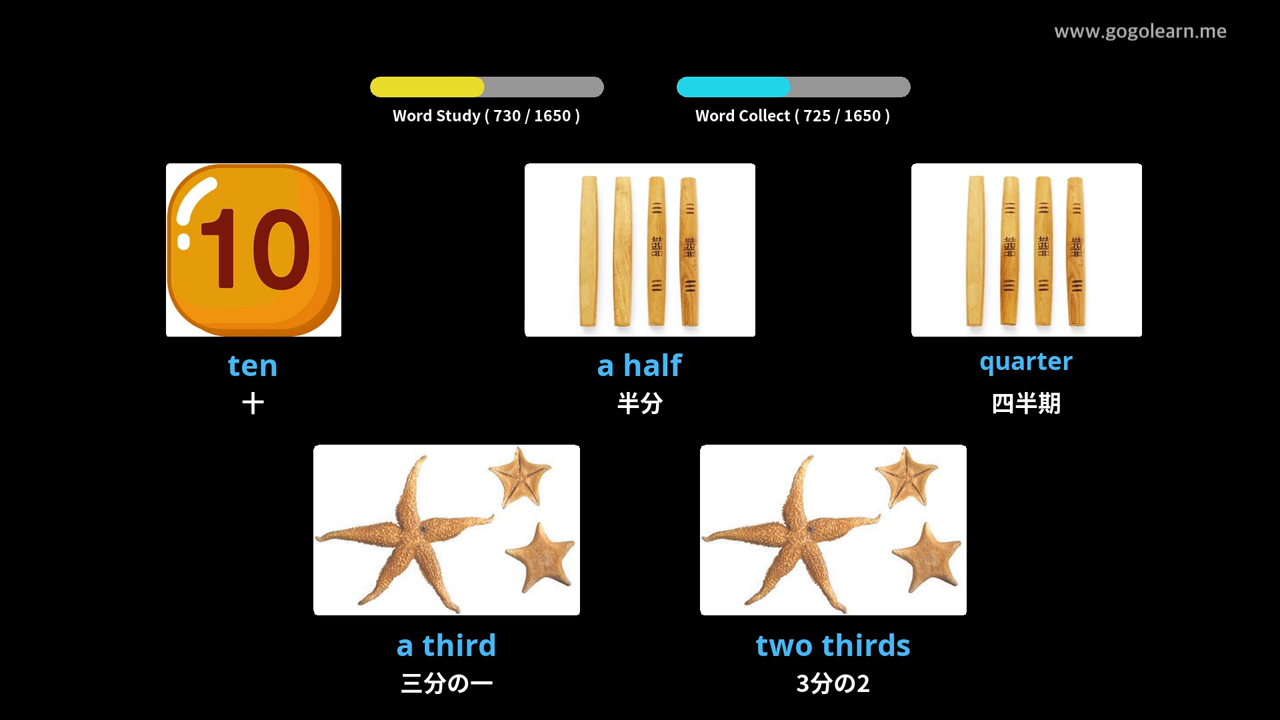 www.gogolearn.me
Word Study ( 730 / 1650 )
Word Collect ( 725 / 1650 )
10
ten
十
a half
半分
quarter
四半期
a third
三分の一
two thirds
3分の2